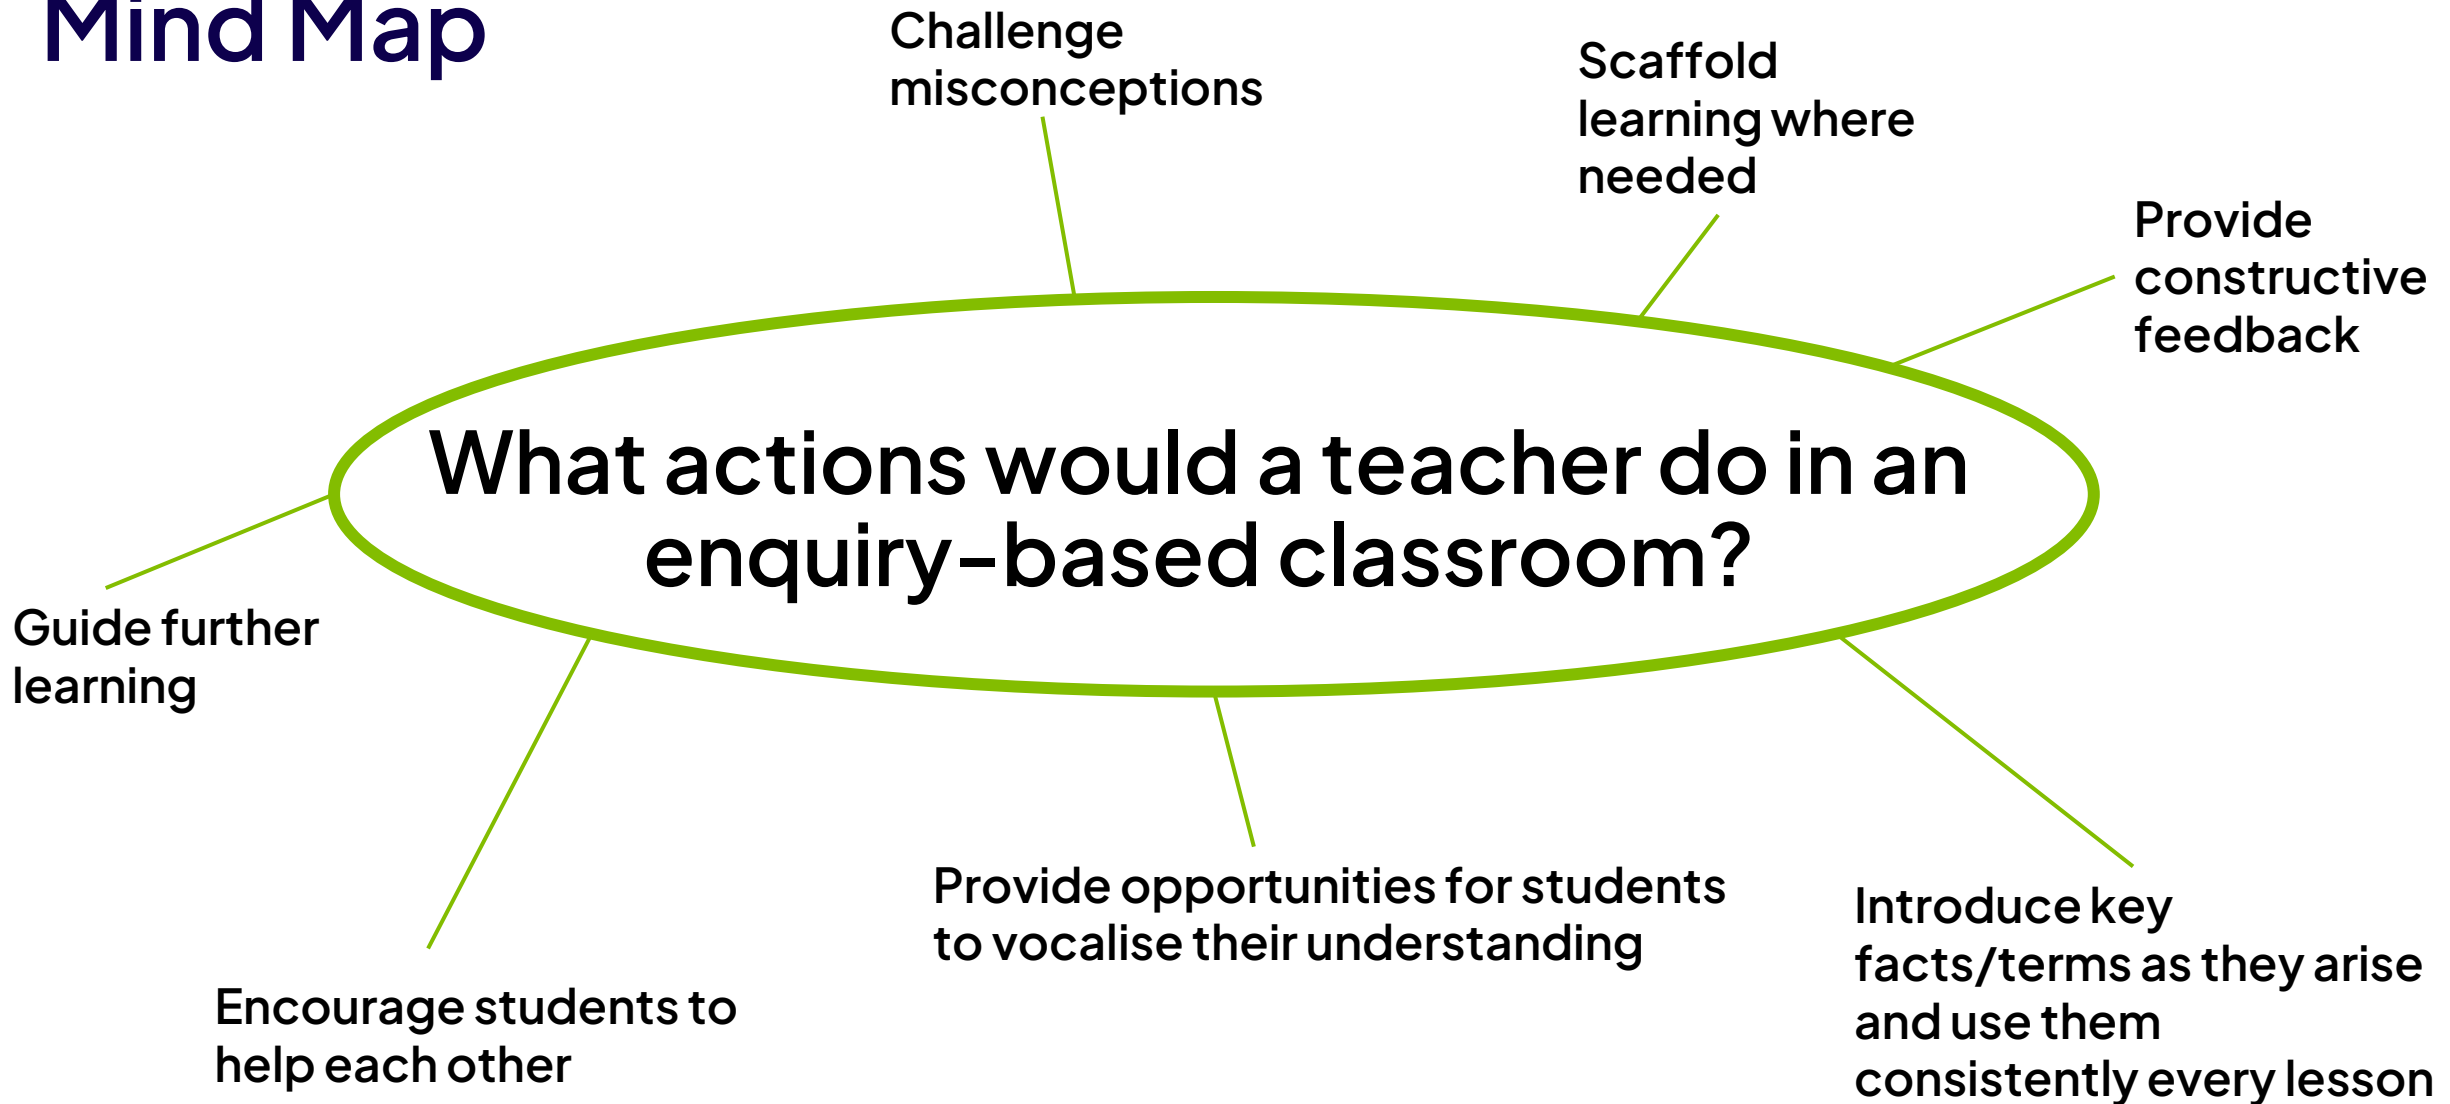 Mind Map
Challenge
misconceptions
Scaffold
learning where
needed
Provide
constructive
feedback
What actions would a teacher do in an
enquiry-based classroom?
Guide further
learning
Encourage students to
help each other
Provide opportunities for students
to vocalise their understanding
Introduce key
facts/terms as they arise
and use them
consistently every lesson